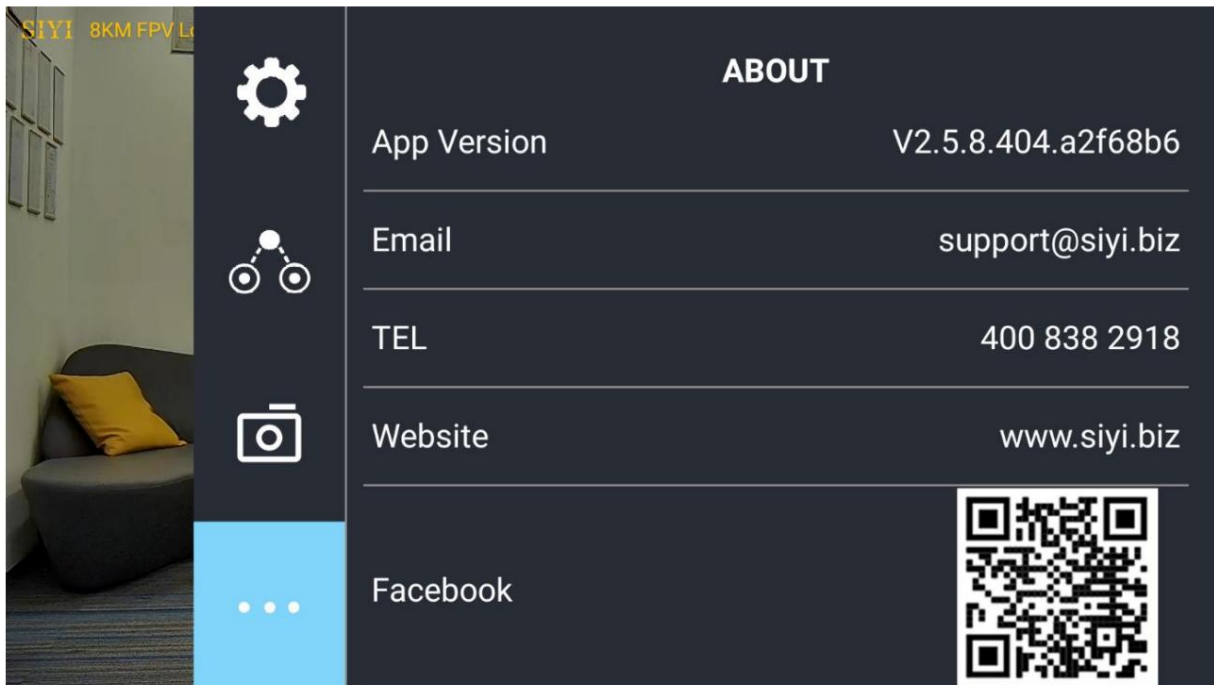 SIYI 8KM FPV
ABOUT
App Version V2.5.8.404.a2f68b6
Email support@siyi.biz
TEL 400 838 2918
Website www.siyi.biz
Facebook